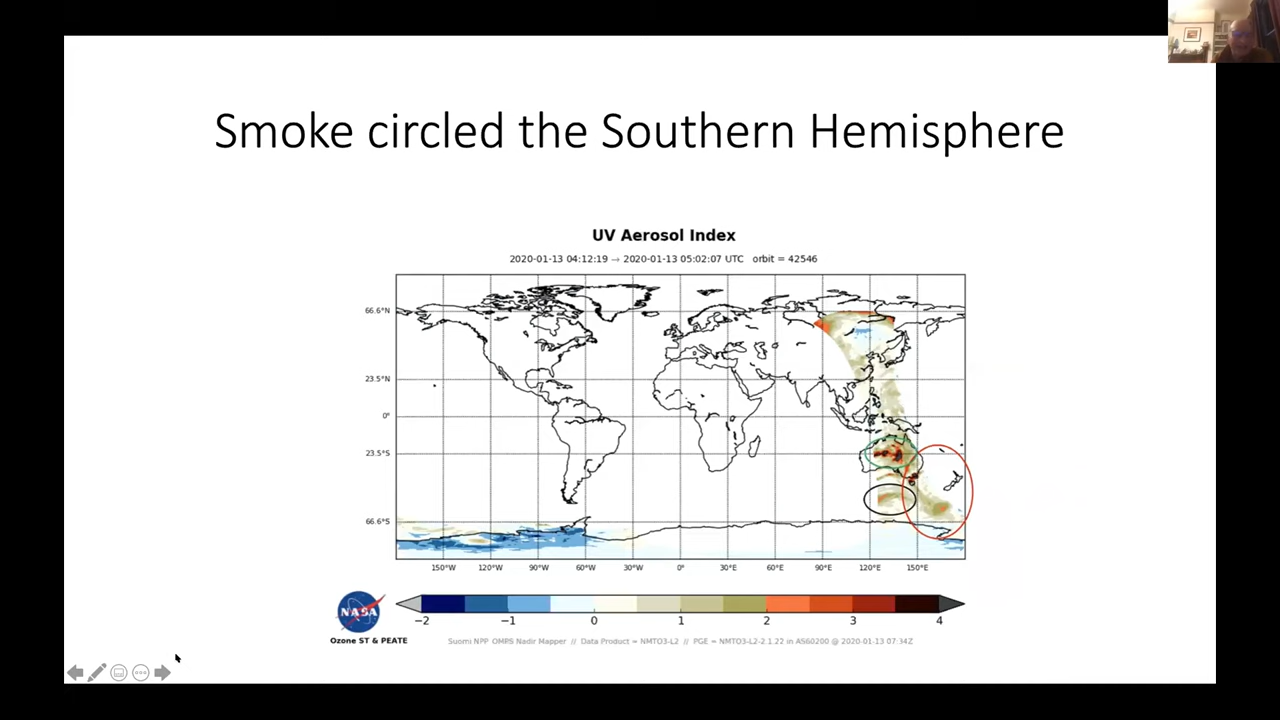 Smoke circled the Southern Hemisphere
UV Aerosol Index
2020-01-13 04:12:19 → 2020-01-13 05:02:07 UTC orbit = 42546
66.6°N
23.5°N
0°
23.5°S
66.6°S
150°W 120°W 90°W 60°W 30°W 0° 30°E 60°E 90°E 120°E 150°E
NASA
−2 −1 0 1 2 3 4
Ozone ST & PEATE
Suomi NPP OMPS Nadir Mapper // Data Product = NMTO3-L2 // PGE = NMTO3-L2-2.1.22 in AS60200 @ 2020-01-13 07:34Z